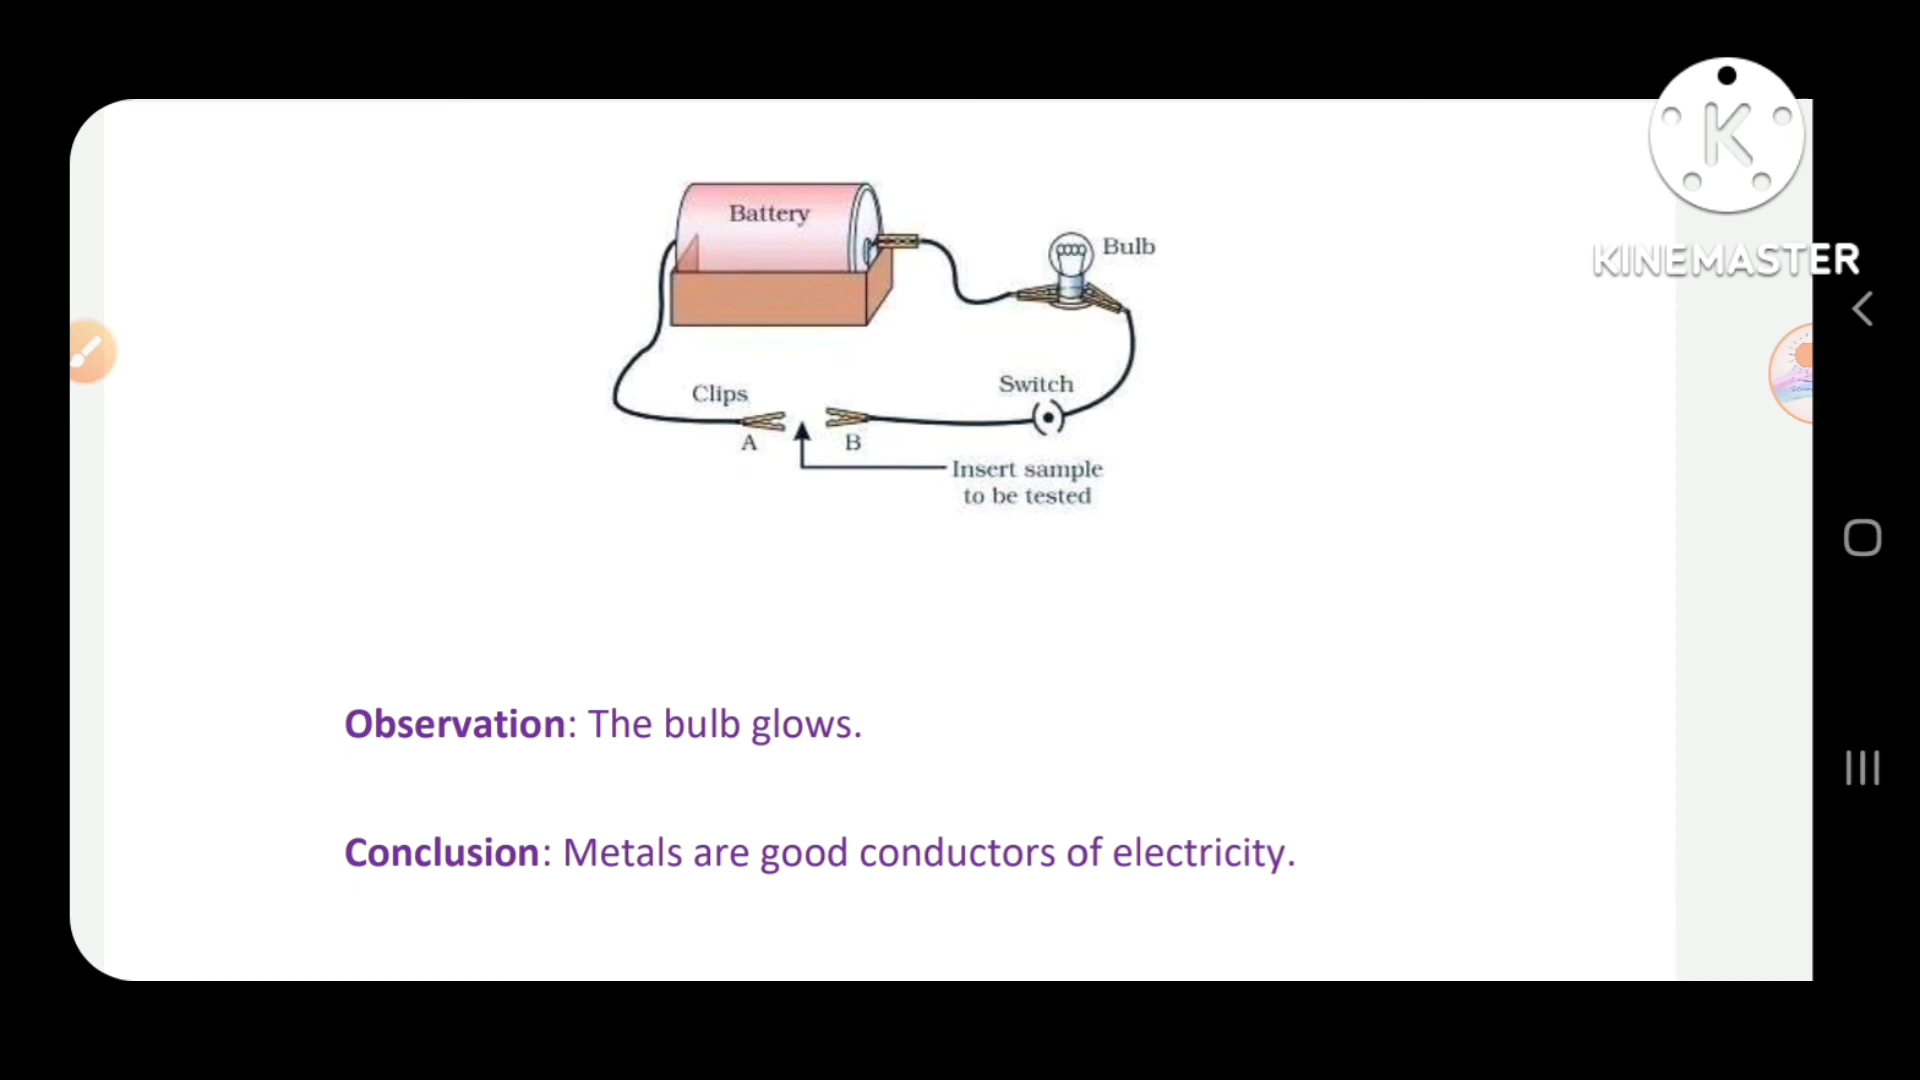 K
KINEMASTER
Battery
Bulb
Clips
Switch
A
B
Insert sample
to be tested
Observation: The bulb glows.
Conclusion: Metals are good conductors of electricity.